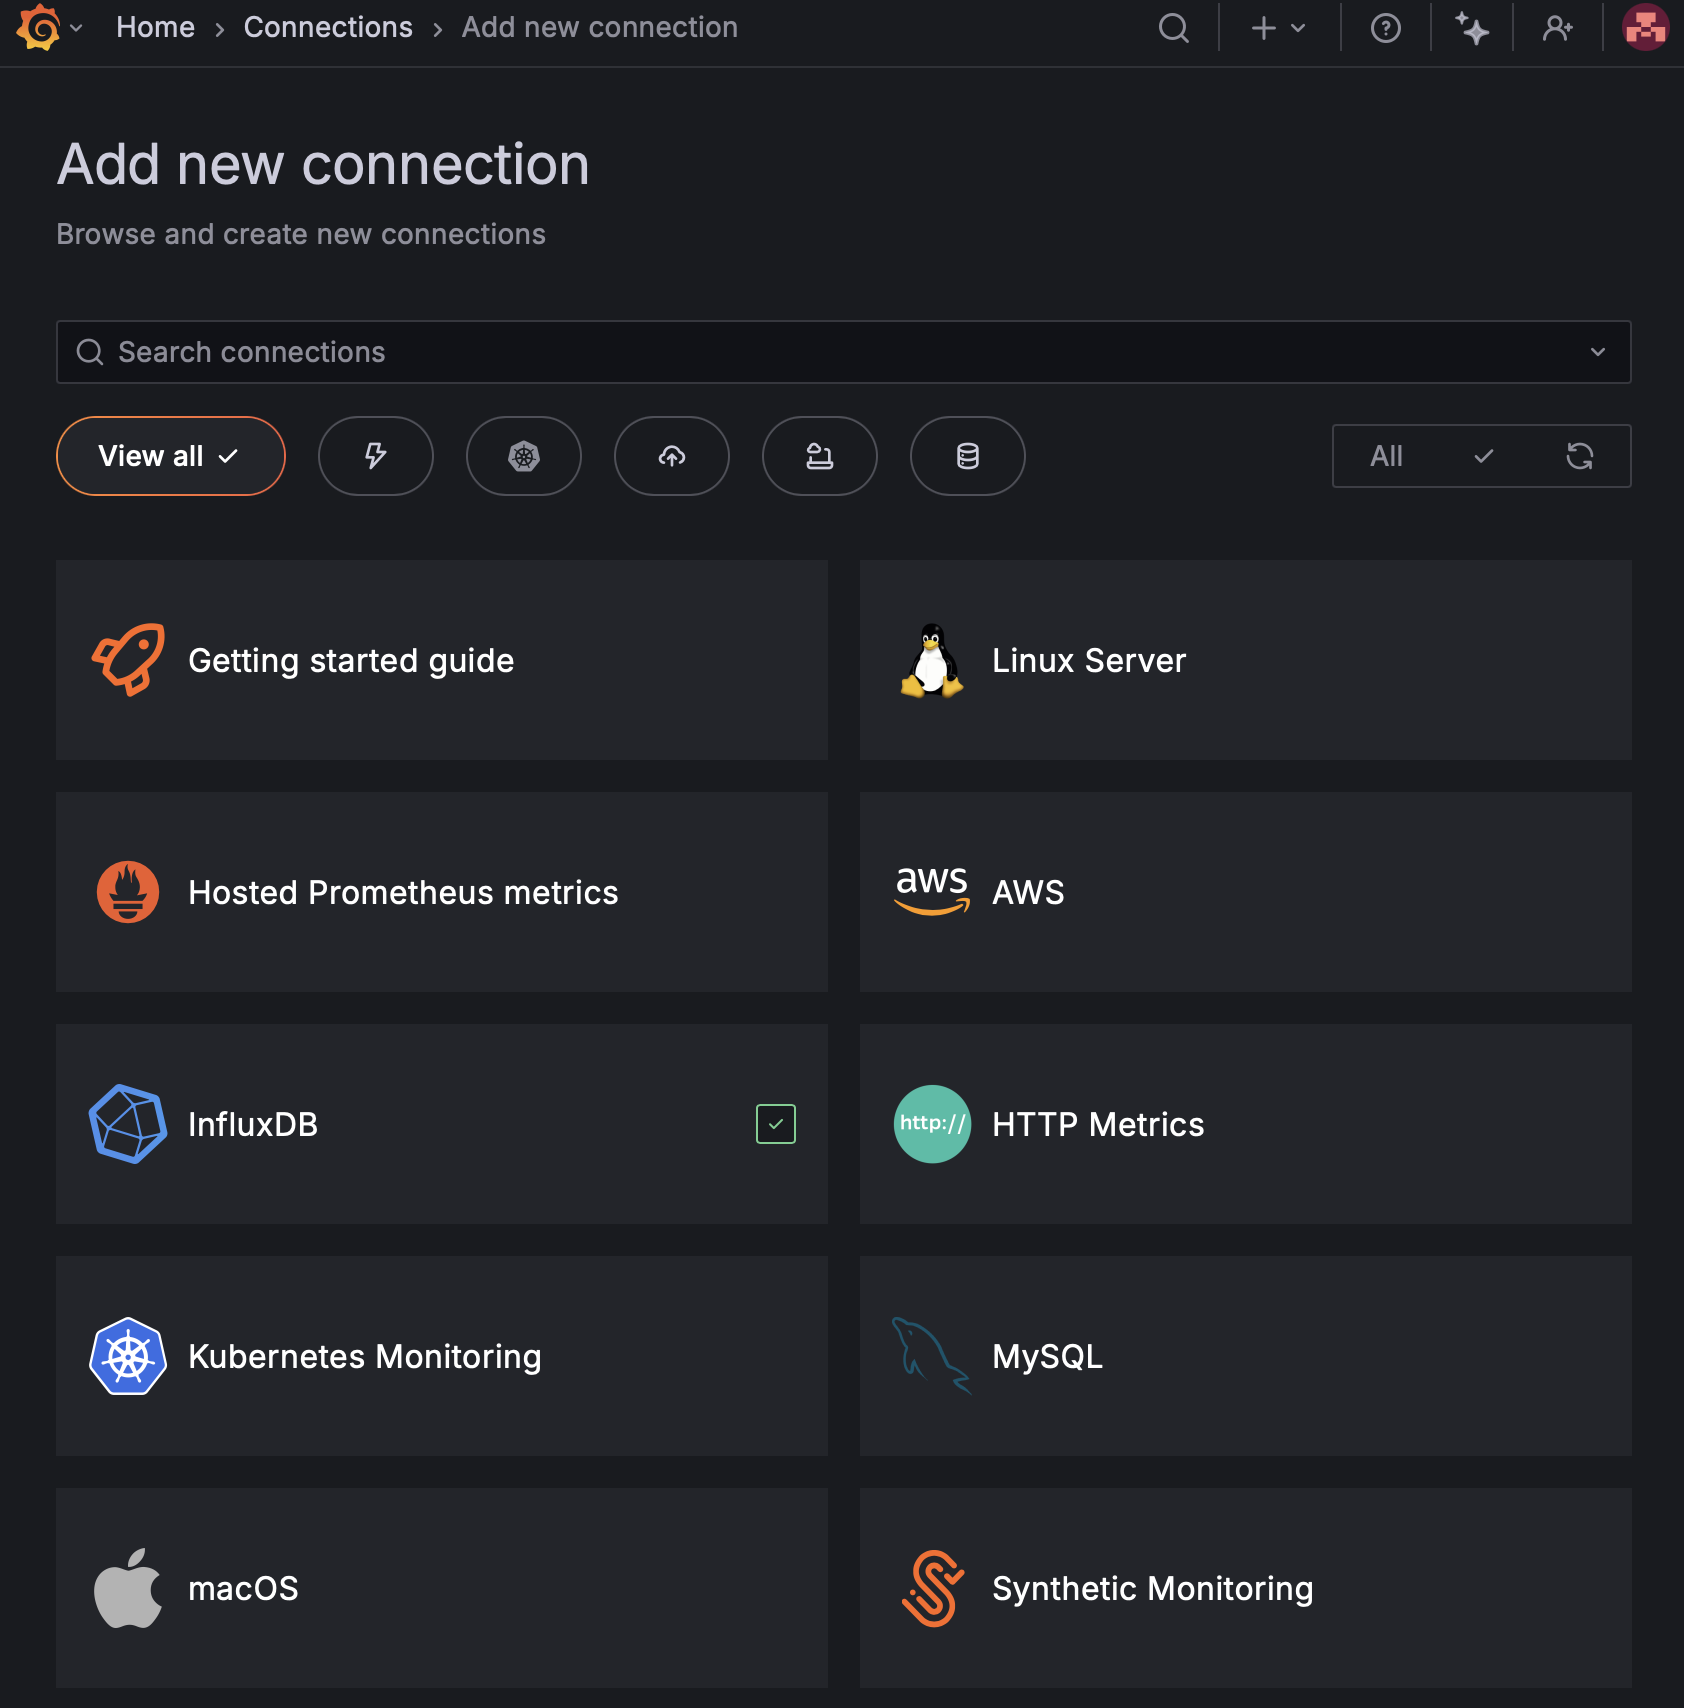 Home › Connections › Add new connection
Add new connection
Browse and create new connections
Search connections
View all
All
Getting started guide
Linux Server
Hosted Prometheus metrics
aws AWS
InfluxDB
http:// HTTP Metrics
Kubernetes Monitoring
MySQL
macOS
Synthetic Monitoring